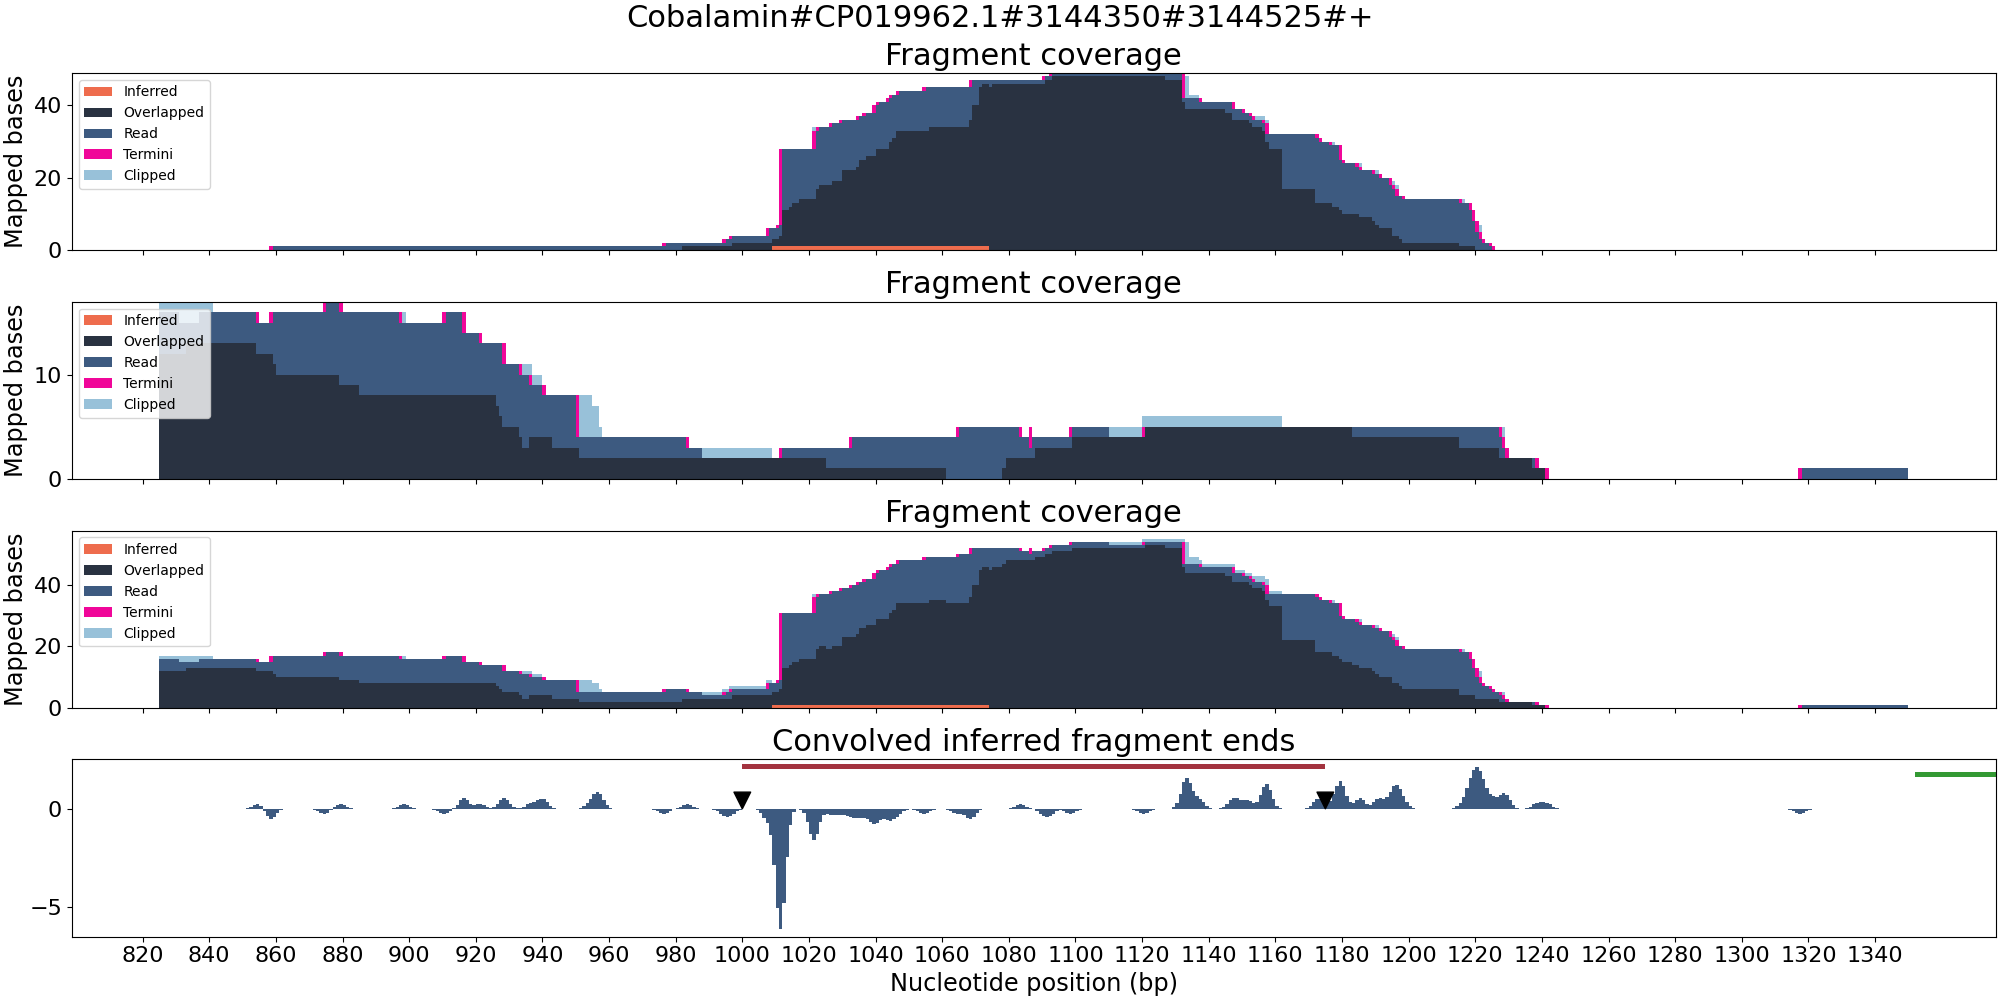 Cobalamin#CP019962.1#3144350#3144525#+
Fragment coverage
Mapped bases
40
20
0
Inferred
Overlapped
Read
Termini
Clipped
Fragment coverage
Mapped bases
10
0
Inferred
Overlapped
Read
Termini
Clipped
Fragment coverage
Mapped bases
40
20
0
Inferred
Overlapped
Read
Termini
Clipped
Convolved inferred fragment ends
0
−5
820 840 860 880 900 920 940 960 980 1000 1020 1040 1060 1080 1100 1120 1140 1160 1180 1200 1220 1240 1260 1280 1300 1320 1340
Nucleotide position (bp)